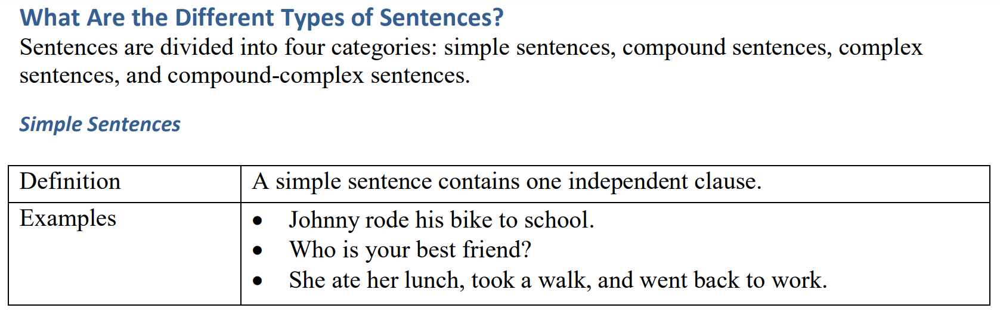 What Are the Different Types of Sentences?
Sentences are divided into four categories: simple sentences, compound sentences, complex
sentences, and compound-complex sentences.
Simple Sentences
Definition
A simple sentence contains one independent clause.
Examples
• Johnny rode his bike to school.
• Who is your best friend?
• She ate her lunch, took a walk, and went back to work.